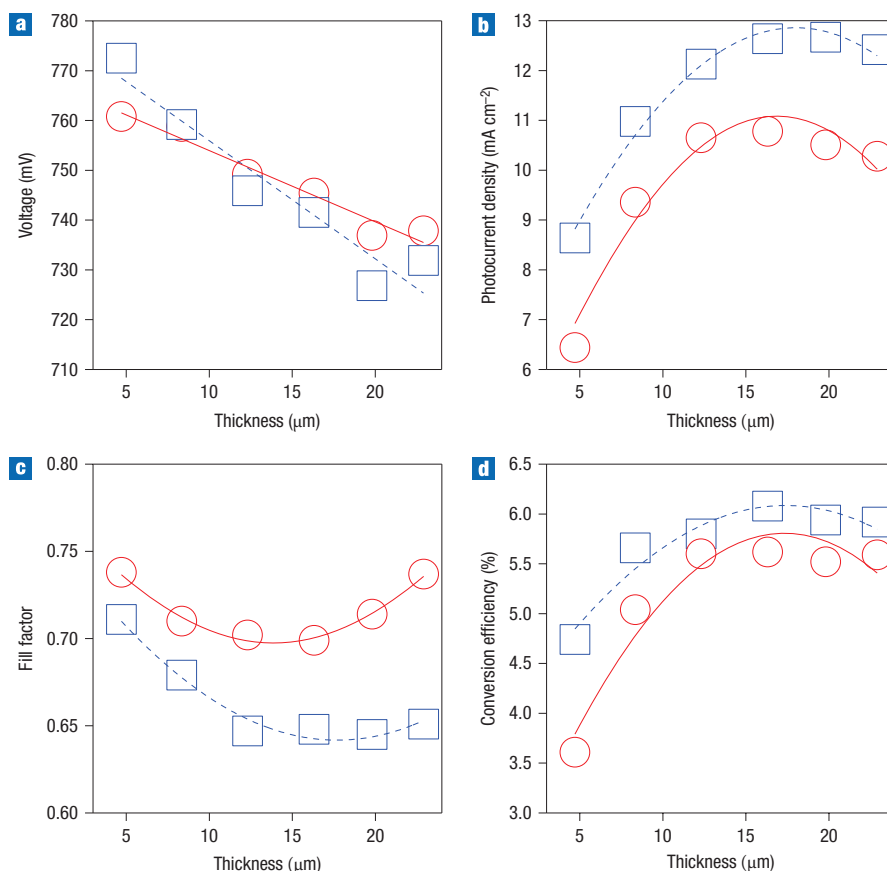 a
780
770
760
750
740
730
720
710
Voltage (mV)
5 10 15 20
Thickness (μm)
b
13
12
11
10
9
8
7
6
Photocurrent density (mA cm⁻²)
5 10 15 20
Thickness (μm)
c
0.80
0.75
0.70
0.65
0.60
Fill factor
5 10 15 20
Thickness (μm)
d
6.5
6.0
5.5
5.0
4.5
4.0
3.5
3.0
Conversion efficiency (%)
5 10 15 20
Thickness (μm)